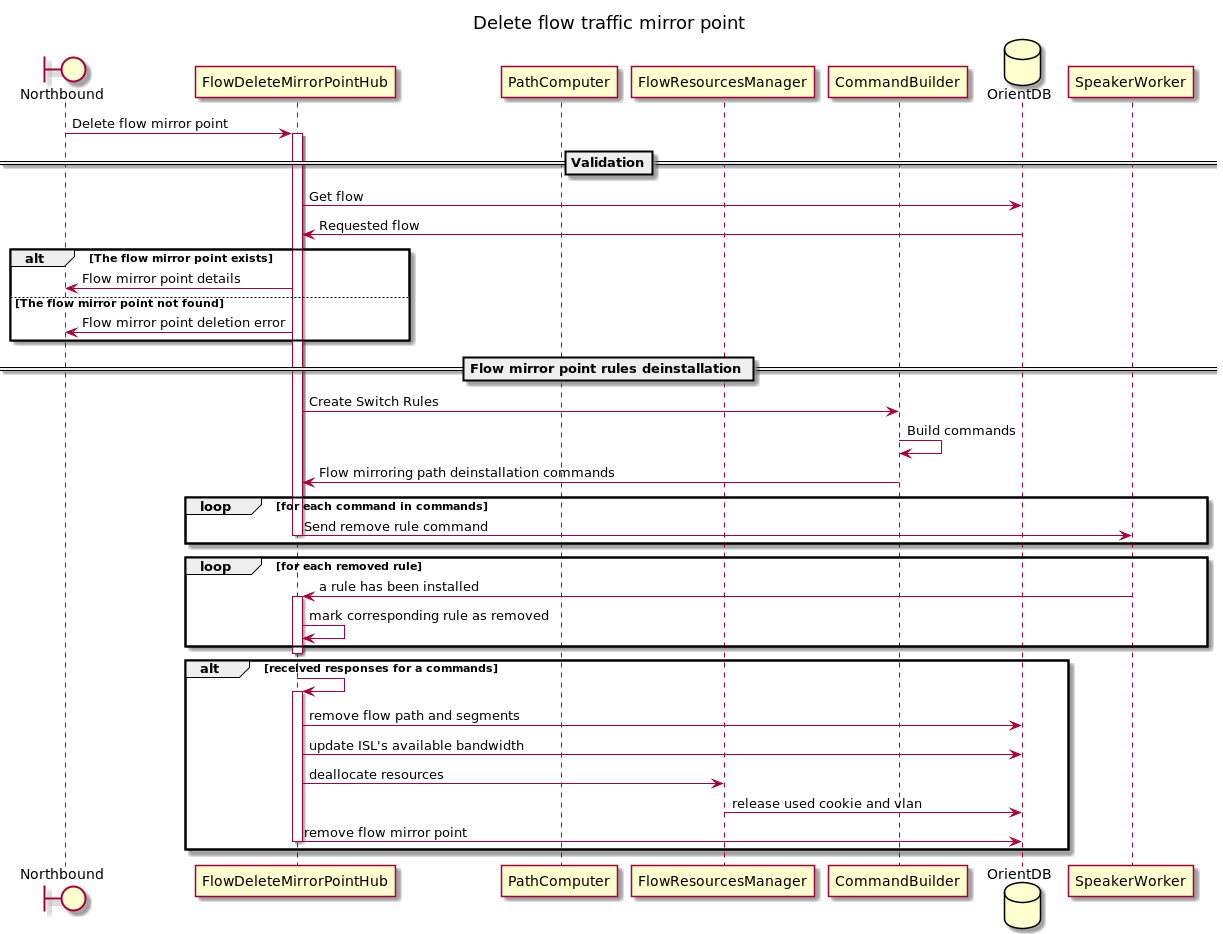 Delete flow traffic mirror point
Northbound
FlowDeleteMirrorPointHub
PathComputer
FlowResourcesManager
CommandBuilder
OrientDB
SpeakerWorker
Delete flow mirror point
Validation
Get flow
Requested flow
alt [The flow mirror point exists]
Flow mirror point details
[The flow mirror point not found]
Flow mirror point deletion error
Flow mirror point rules deinstallation
Create Switch Rules
Build commands
Flow mirroring path deinstallation commands
loop [for each command in commands]
Send remove rule command
loop [for each removed rule]
a rule has been installed
mark corresponding rule as removed
alt [received responses for a commands]
remove flow path and segments
update ISL's available bandwidth
deallocate resources
release used cookie and vlan
remove flow mirror point
Northbound
FlowDeleteMirrorPointHub
PathComputer
FlowResourcesManager
CommandBuilder
OrientDB
SpeakerWorker